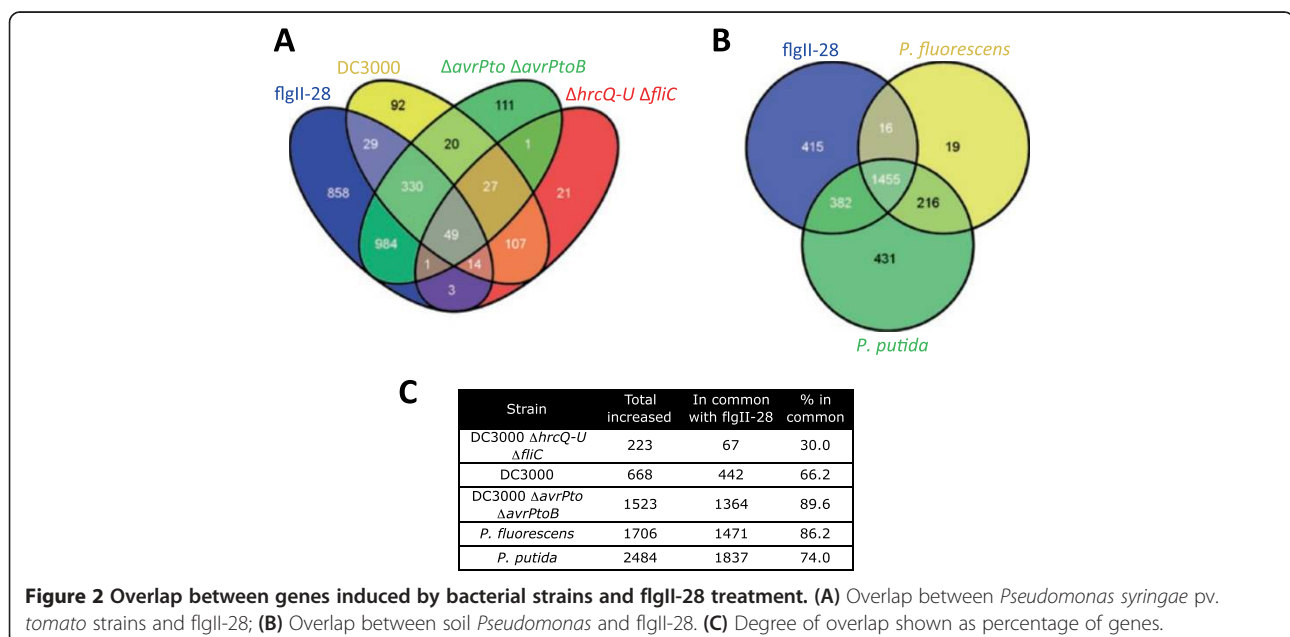 A
B
flgII-28
DC3000
ΔavrPto ΔavrPtoB
ΔhrcQ-U ΔfliC
92
111
29
20
1
858
330
27
21
984
49
107
1
14
3
flgII-28
P. fluorescens
16
415
19
1455
382
216
431
P. putida
C
Strain Total increased In common with flgII-28 % in common
DC3000 ΔhrcQ-U ΔfliC 223 67 30.0
DC3000 668 442 66.2
DC3000 ΔavrPto ΔavrPtoB 1523 1364 89.6
P. fluorescens 1706 1471 86.2
P. putida 2484 1837 74.0
Figure 2 Overlap between genes induced by bacterial strains and flgII-28 treatment. (A) Overlap between Pseudomonas syringae pv.
tomato strains and flgII-28; (B) Overlap between soil Pseudomonas and flgII-28. (C) Degree of overlap shown as percentage of genes.